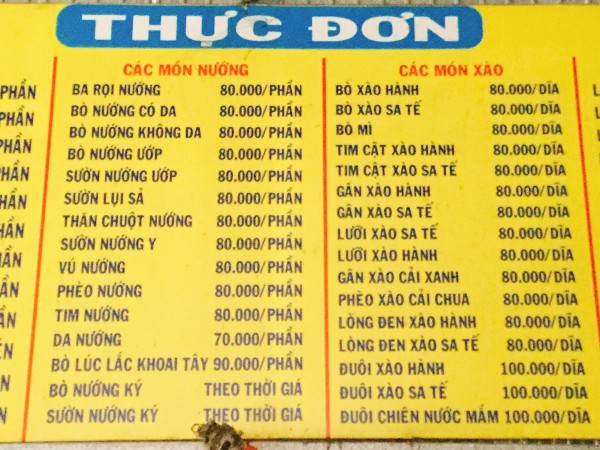 THỰC ĐƠN
PHẦN
PHẦN
PHẦN
CÁC MÓN NƯỚNG
BA RỌI NƯỚNG 80.000/PHẦN
BÒ NƯỚNG CÓ DA 80.000/PHẦN
BÒ NƯỚNG KHÔNG DA 80.000/PHẦN
BÒ NƯỚNG ƯỚP 80.000/PHẦN
SƯỜN NƯỚNG ƯỚP 80.000/PHẦN
SƯỜN LỤI SẢ 80.000/PHẦN
THĂN CHUỘT NƯỚNG 80.000/PHẦN
SƯỜN NƯỚNG Y 80.000/PHẦN
VÚ NƯỚNG 80.000/PHẦN
PHÈO NƯỚNG 80.000/PHẦN
TIM NƯỚNG 80.000/PHẦN
DA NƯỚNG 70.000/PHẦN
BÒ LÚC LẮC KHOAI TÂY 90.000/PHẦN
BÒ NƯỚNG KÝ THEO THỜI GIÁ
SƯỜN NƯỚNG KÝ THEO THỜI GIÁ
CÁC MÓN XÀO
BÒ XÀO HÀNH 80.000/DĨA
BÒ XÀO SA TẾ 80.000/DĨA
BÒ MÌ 80.000/DĨA
TIM CẬT XÀO HÀNH 80.000/DĨA
TIM CẬT XÀO SA TẾ 80.000/DĨA
GÂN XÀO HÀNH 80.000/DĨA
GÂN XÀO SA TẾ 80.000/DĨA
LƯỠI XÀO SA TẾ 80.000/DĨA
LƯỠI XÀO HÀNH 80.000/DĨA
GÂN XÀO CẢI XANH 80.000/DĨA
PHÈO XÀO CẢI CHUA 80.000/DĨA
LÒNG ĐEN XÀO HÀNH 80.000/DĨA
LÒNG ĐEN XÀO SA TẾ 80.000/DĨA
ĐUÔI XÀO HÀNH 100.000/DĨA
ĐUÔI XÀO SA TẾ 100.000/DĨA
ĐUÔI CHIÊN NƯỚC MẮM 100.000/DĨA